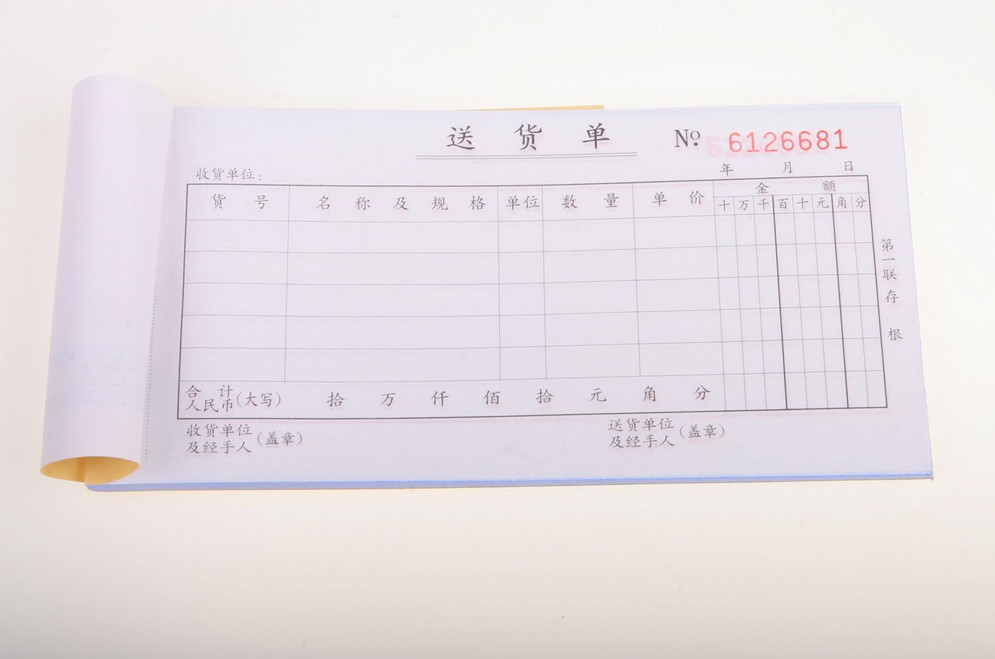 送货单 Nº 6126681
收货单位： 年 月 日
货号 名称及规格 单位 数量 单价 金额
十 万 千 百 十 元 角 分
合计
人民币(大写) 拾 万 仟 佰 拾 元 角 分
收货单位
及经手人(盖章)
送货单位
及经手人(盖章)
第一联 存根